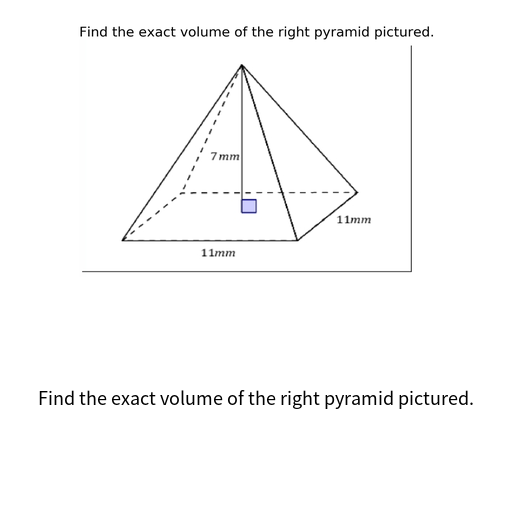 Find the exact volume of the right pyramid pictured.
7mm
11mm
11mm
Find the exact volume of the right pyramid pictured.